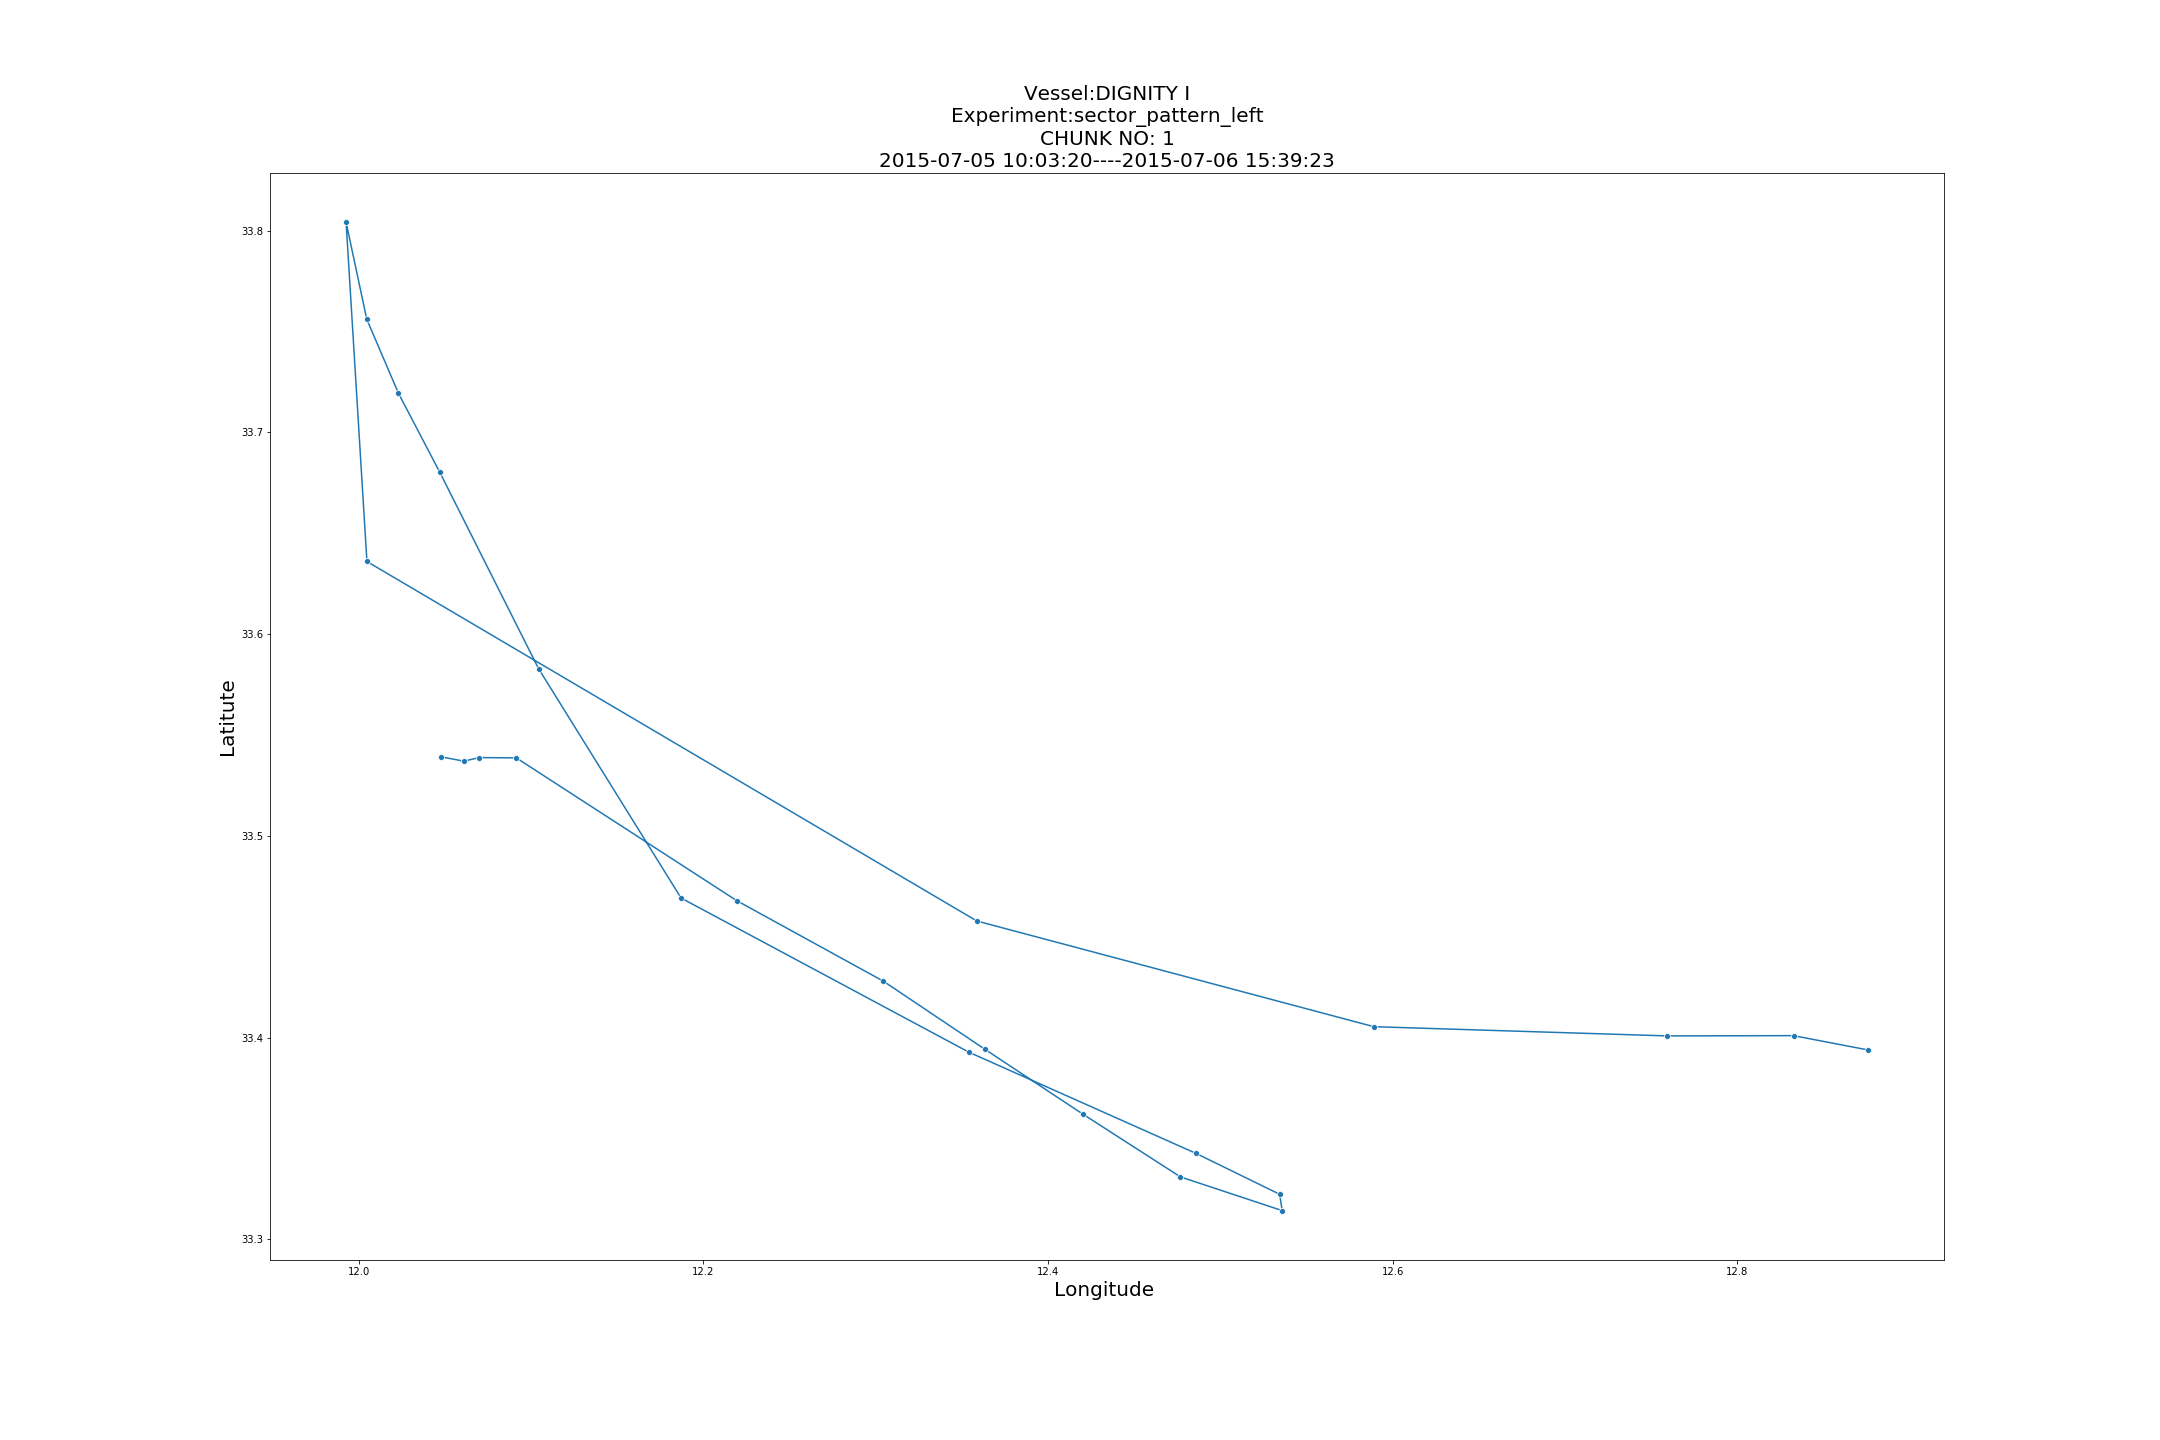 Vessel:DIGNITY I
Experiment:sector_pattern_left
CHUNK NO: 1
2015-07-05 10:03:20----2015-07-06 15:39:23
33.8
33.7
33.6
33.5
33.4
33.3
Latitute
12.0 12.2 12.4 12.6 12.8
Longitude